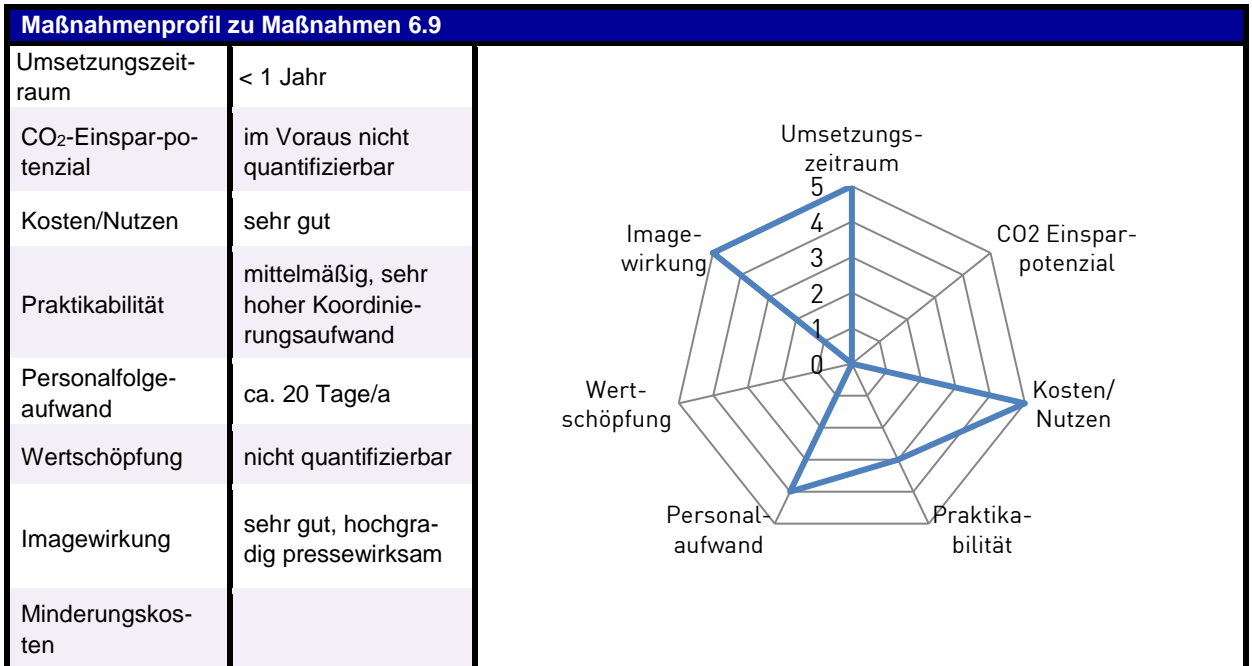 Maßnahmenprofil zu Maßnahmen 6.9
Umsetzungszeit-
raum
< 1 Jahr
CO₂-Einspar-po-
tenzial
im Voraus nicht
quantifizierbar
Kosten/Nutzen
sehr gut
Praktikabilität
mittelmäßig, sehr
hoher Koordinie-
rungsaufwand
Personalfolge-
aufwand
ca. 20 Tage/a
Wertschöpfung
nicht quantifizierbar
Imagewirkung
sehr gut, hochgra-
dig pressewirksam
Minderungskos-
ten
Umsetzungs-
zeitraum
5
4
3
2
1
0
CO2 Einspar-
potenzial
Kosten/
Nutzen
Praktika-
bilität
Personal-
aufwand
Wert-
schöpfung
Image-
wirkung